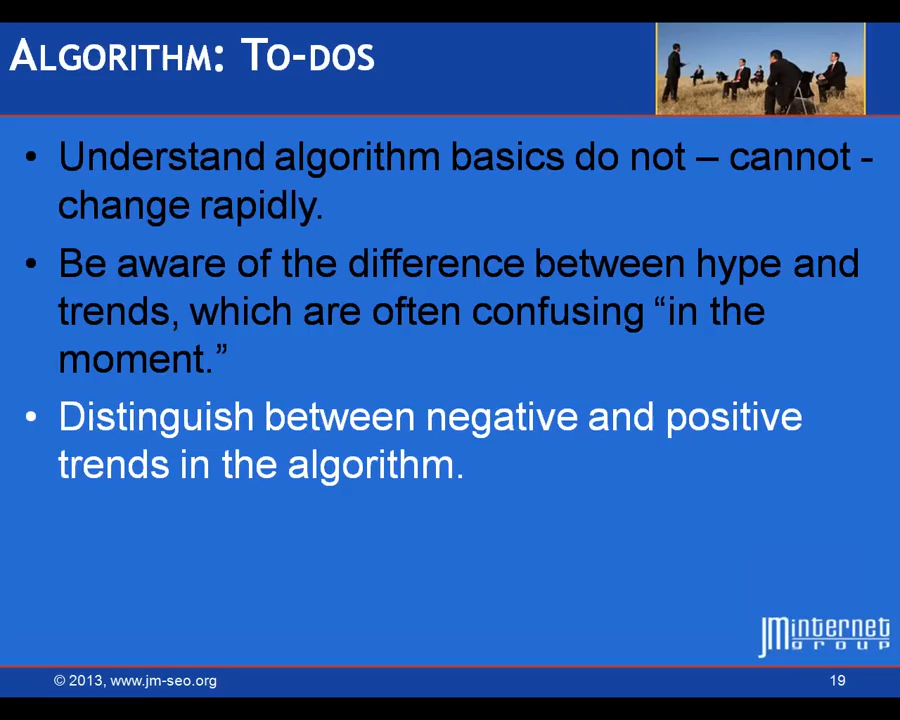 ALGORITHM: TO-DOS
• Understand algorithm basics do not – cannot -
change rapidly.
• Be aware of the difference between hype and
trends, which are often confusing “in the
moment.”
• Distinguish between negative and positive
trends in the algorithm.
JMinternet
GROUP
© 2013, www.jm-seo.org
19